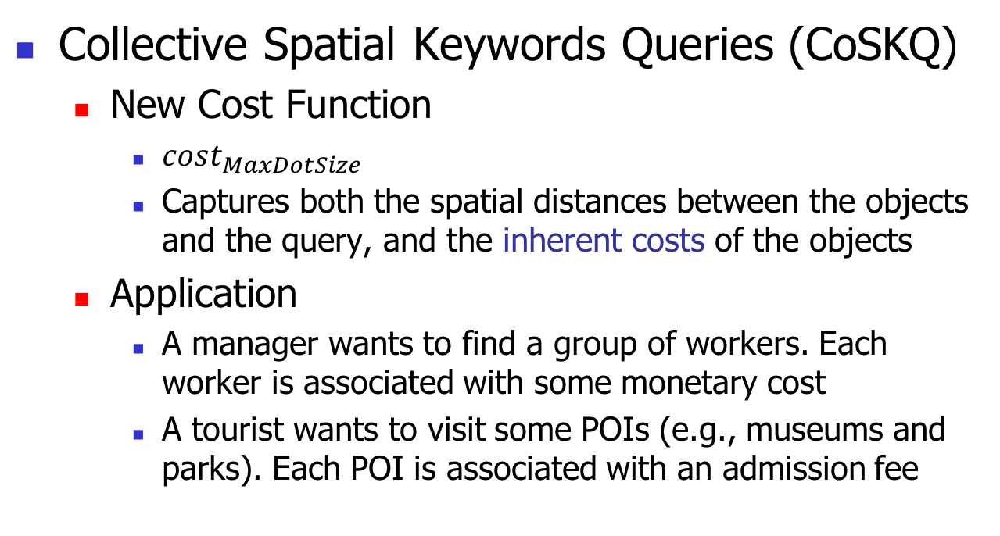 Collective Spatial Keywords Queries (CoSKQ)
New Cost Function
cost_MaxDotSize
Captures both the spatial distances between the objects
and the query, and the inherent costs of the objects
Application
A manager wants to find a group of workers. Each
worker is associated with some monetary cost
A tourist wants to visit some POIs (e.g., museums and
parks). Each POI is associated with an admission fee